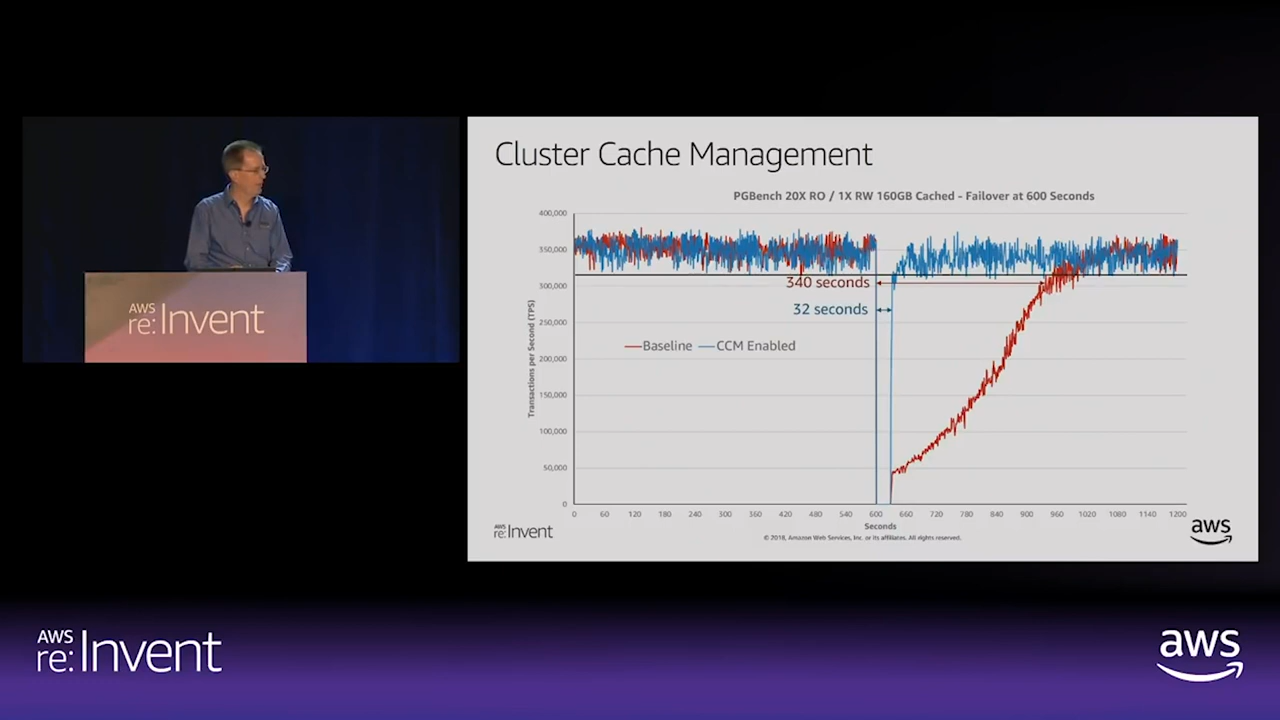 AWS
re:Invent
Cluster Cache Management
PGBench 20X RO / 1X RW 160GB Cached - Failover at 600 Seconds
400,000
350,000
300,000
250,000
200,000
150,000
100,000
50,000
0
Transactions per Second (TPS)
340 seconds
32 seconds
Baseline
CCM Enabled
0 60 120 180 240 300 360 420 480 540 600 660 720 780 840 900 960 1020 1080 1140 1200
Seconds
© 2018, Amazon Web Services, Inc. or its affiliates. All rights reserved.
AWS
re:Invent
aws
AWS
re:Invent
aws